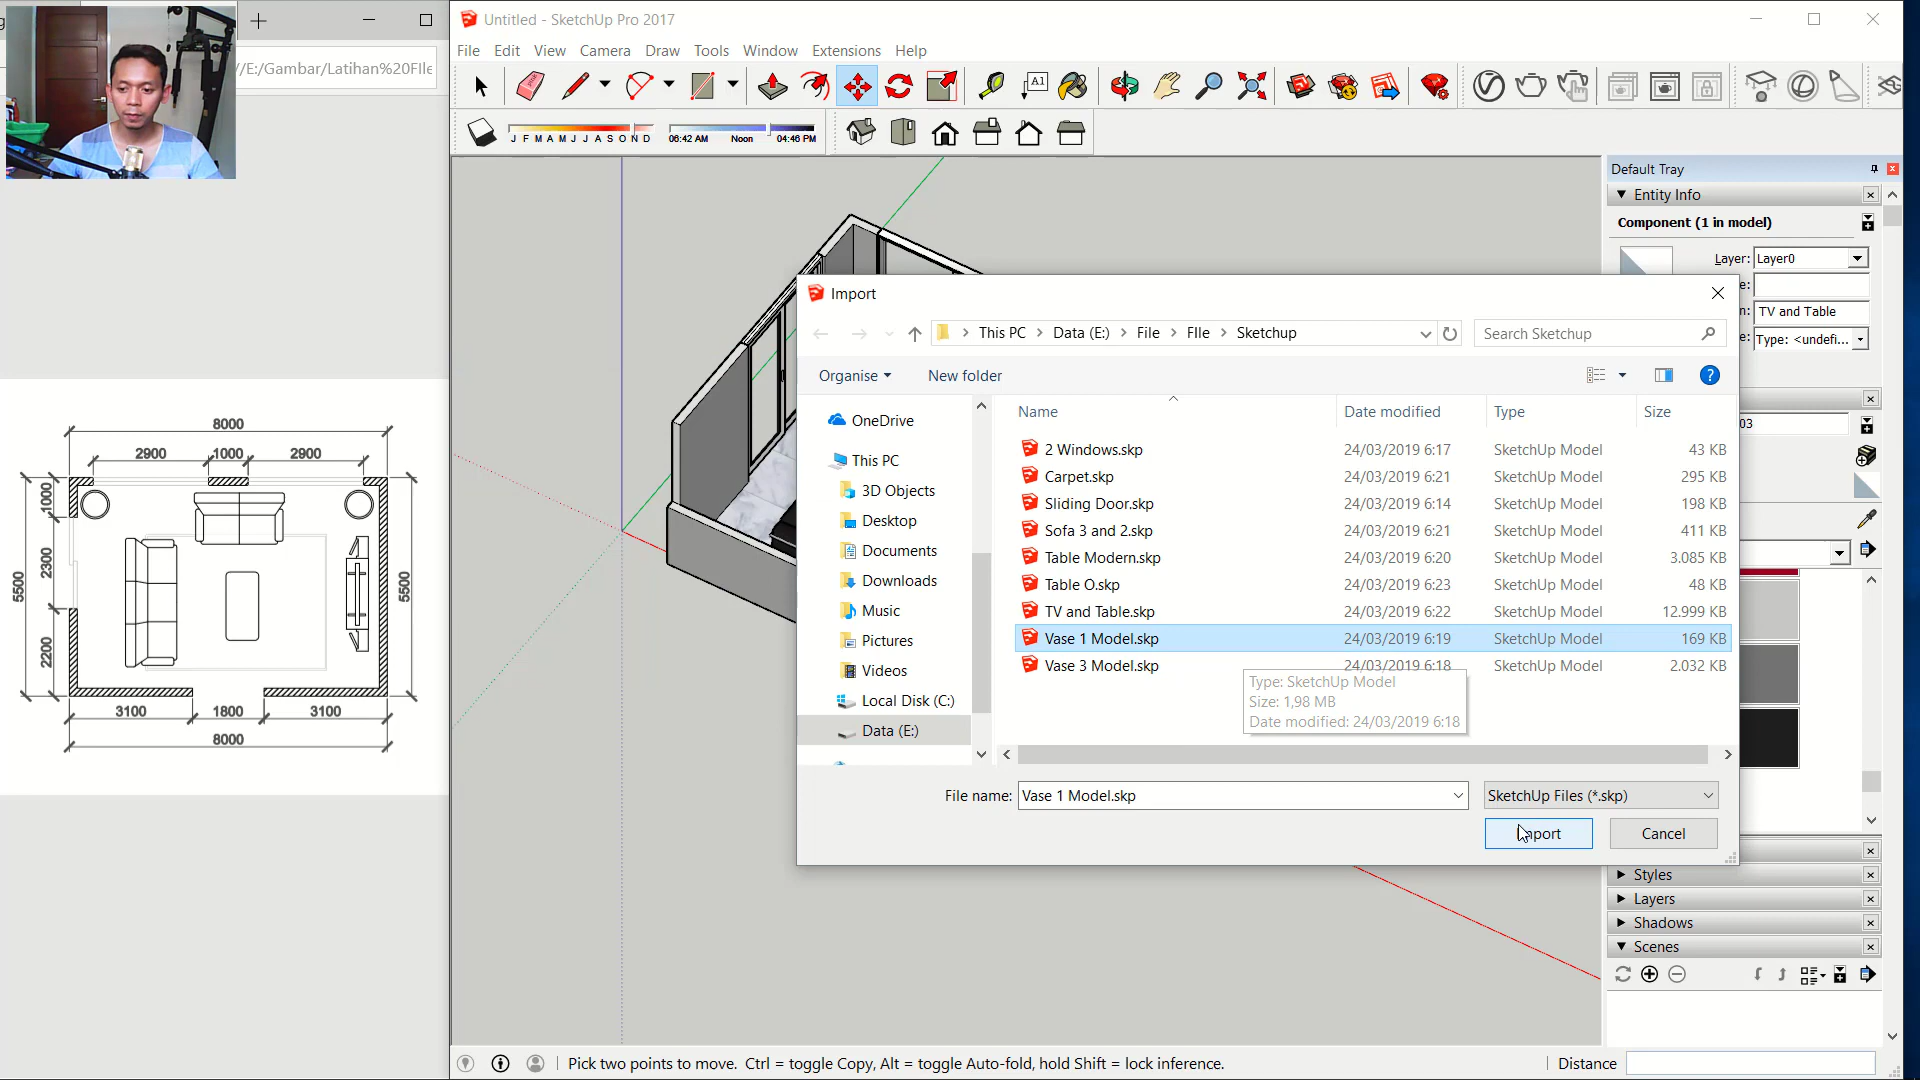 //E:/Gambar/Latihan%20FIle
Untitled - SketchUp Pro 2017
File Edit View Camera Draw Tools Window Extensions Help
A1
J F M A M J J A S O N D
06:42 AM Noon 04:46 PM
Default Tray
Entity Info
Component (1 in model)
Layer: Layer0
e:
n: TV and Table
e: Type: <undefi...
03
Import
This PC > Data (E:) > File > FIle > Sketchup
Search Sketchup
Organise New folder
?
OneDrive
This PC
3D Objects
Desktop
Documents
Downloads
Music
Pictures
Videos
Local Disk (C:)
Data (E:)
Name Date modified Type Size
2 Windows.skp 24/03/2019 6:17 SketchUp Model 43 KB
Carpet.skp 24/03/2019 6:21 SketchUp Model 295 KB
Sliding Door.skp 24/03/2019 6:14 SketchUp Model 198 KB
Sofa 3 and 2.skp 24/03/2019 6:21 SketchUp Model 411 KB
Table Modern.skp 24/03/2019 6:20 SketchUp Model 3.085 KB
Table O.skp 24/03/2019 6:23 SketchUp Model 48 KB
TV and Table.skp 24/03/2019 6:22 SketchUp Model 12.999 KB
Vase 1 Model.skp 24/03/2019 6:19 SketchUp Model 169 KB
Vase 3 Model.skp 24/03/2019 6:18 SketchUp Model 2.032 KB
Type: SketchUp Model
Size: 1,98 MB
Date modified: 24/03/2019 6:18
File name: Vase 1 Model.skp
SketchUp Files (*.skp)
Import Cancel
8000
2900 1000 2900
1000
2300
2200
5500
5500
3100 1800 3100
8000
Styles
Layers
Shadows
Scenes
Pick two points to move. Ctrl = toggle Copy, Alt = toggle Auto-fold, hold Shift = lock inference.
Distance